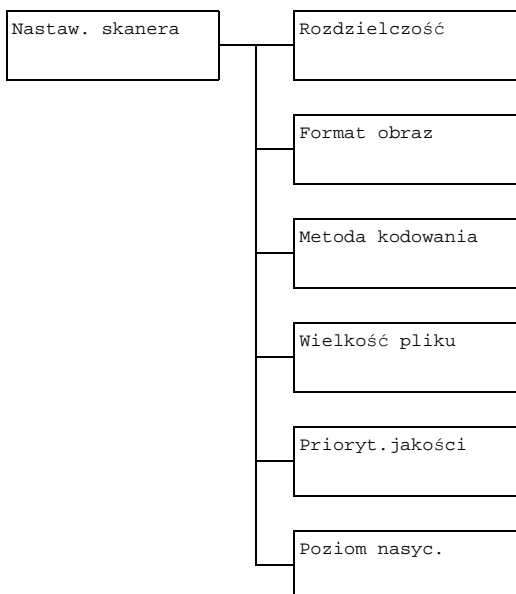 Nastaw. skanera
Rozdzielczość
Format obraz
Metoda kodowania
Wielkość pliku
Prioryt.jakości
Poziom nasyc.